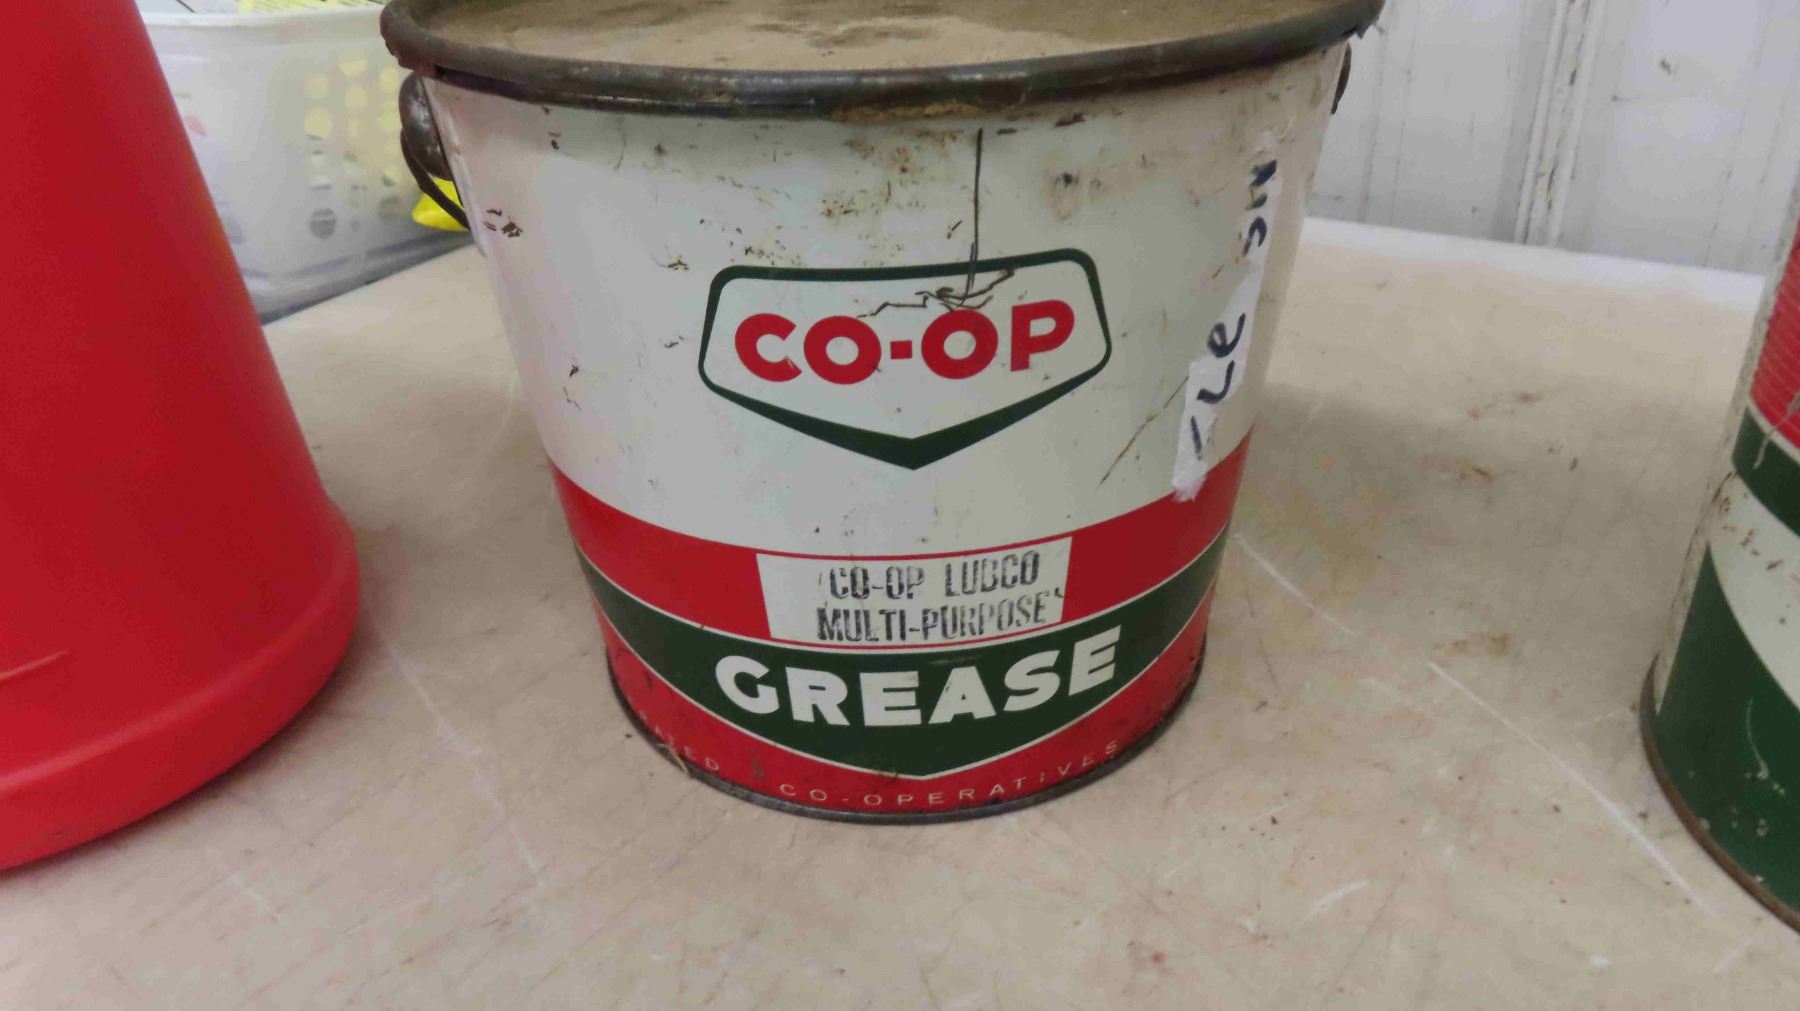 CO-OP
CO-OP LUBCO
MULTI-PURPOSE
GREASE
CO-OPERATIVES